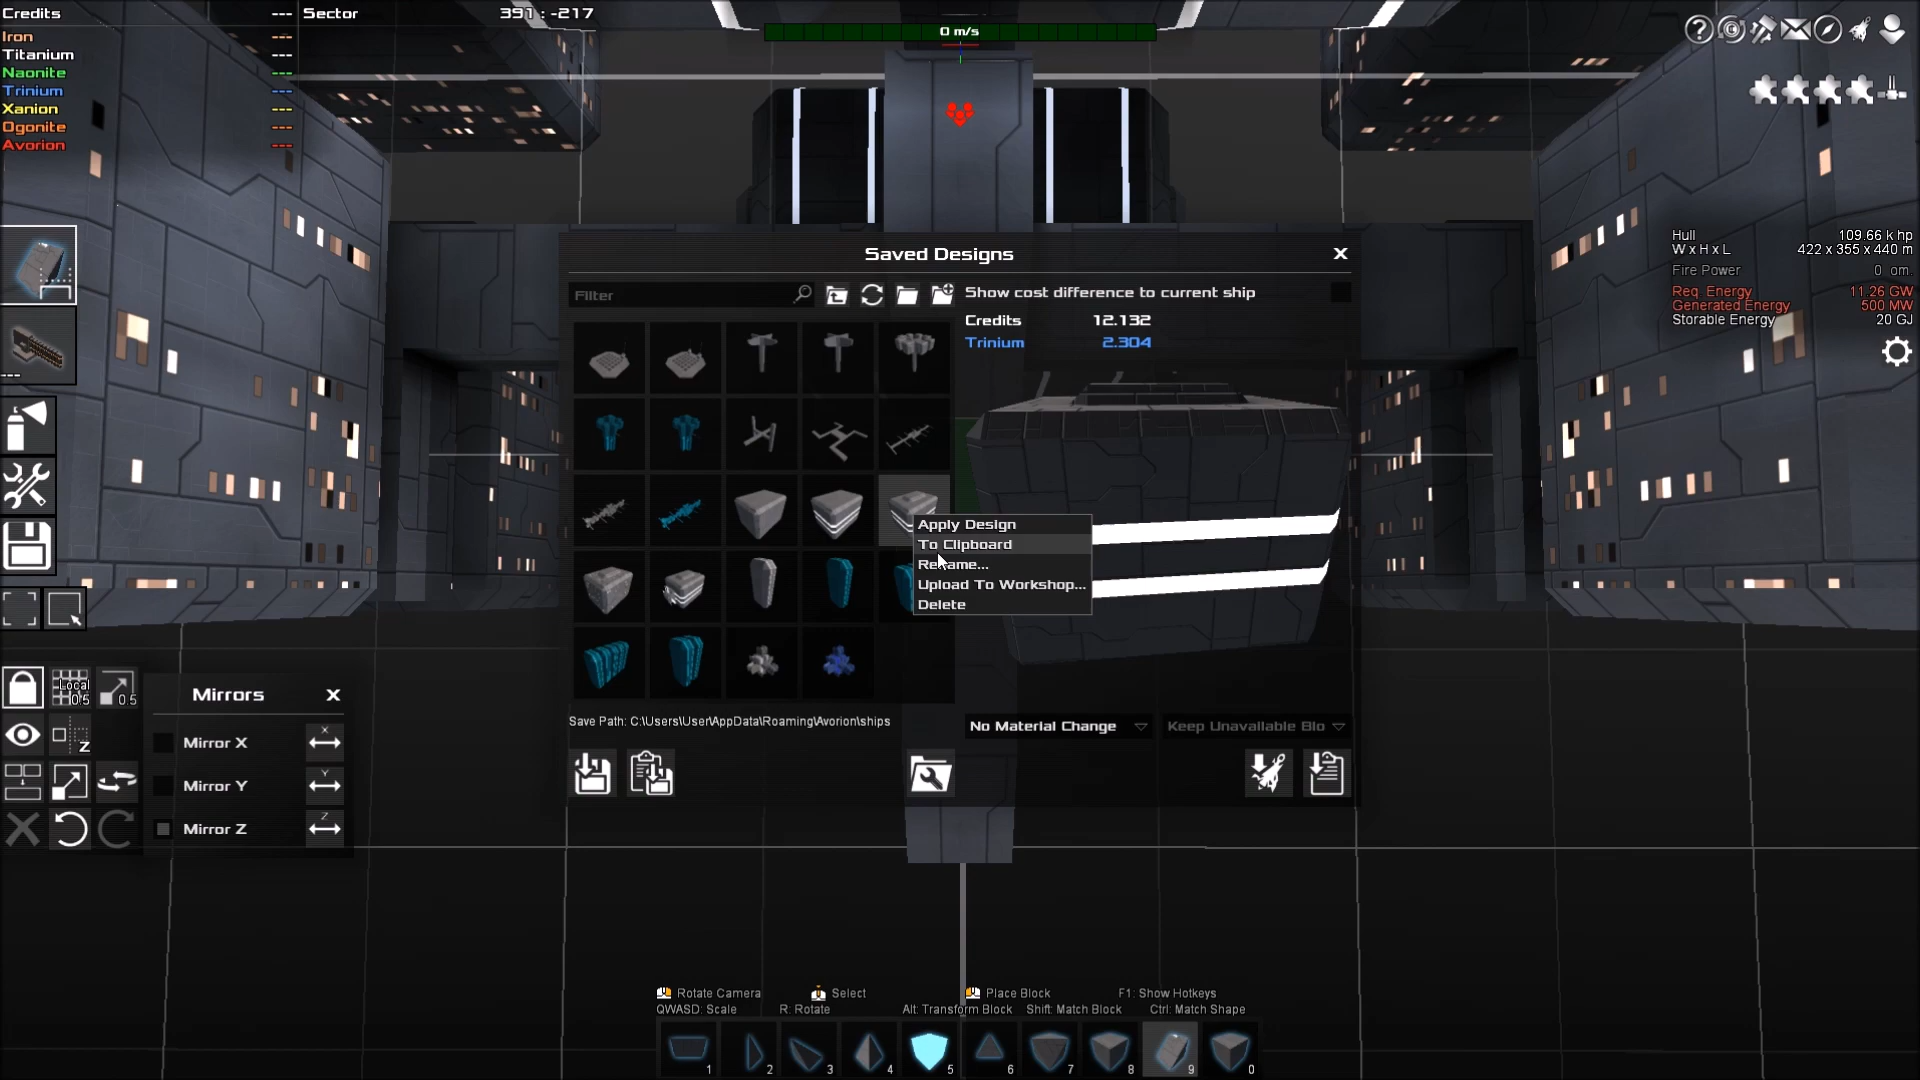 Credits --- Sector 391 : -217
Iron ---
Titanium ---
Naonite ---
Trinium ---
Xanion ---
Ogonite ---
Avorion ---
0 m/s
Hull 109.66 k hp
W x H x L 422 x 355 x 440 m
Fire Power 0 om.
Req. Energy 11.26 GW
Generated Energy 500 MW
Storable Energy 20 GJ
---
Saved Designs X
Filter
Show cost difference to current ship
Credits 12.132
Trinium 2.304
Apply Design
To Clipboard
Rename...
Upload To Workshop...
Delete
Save Path: C:\Users\User\AppData\Roaming\Avorion\ships
No Material Change
Keep Unavailable Blo
Local
0.5
0.5
Z
Mirrors X
Mirror X X
Mirror Y Y
Mirror Z Z
Rotate Camera Select Place Block F1: Show Hotkeys
QWASD: Scale R: Rotate Alt: Transform Block Shift: Match Block Ctrl: Match Shape
1 2 3 4 5 6 7 8 9 0